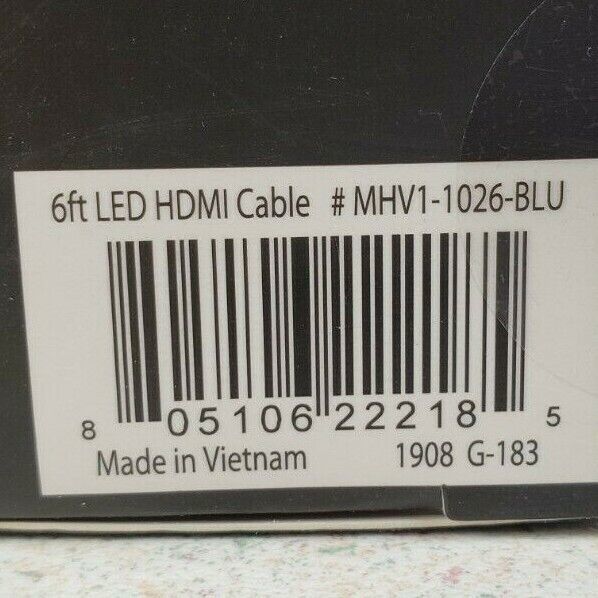 6ft LED HDMI Cable # MHV1-1026-BLU
8 05106 22218 5
Made in Vietnam 1908 G-183